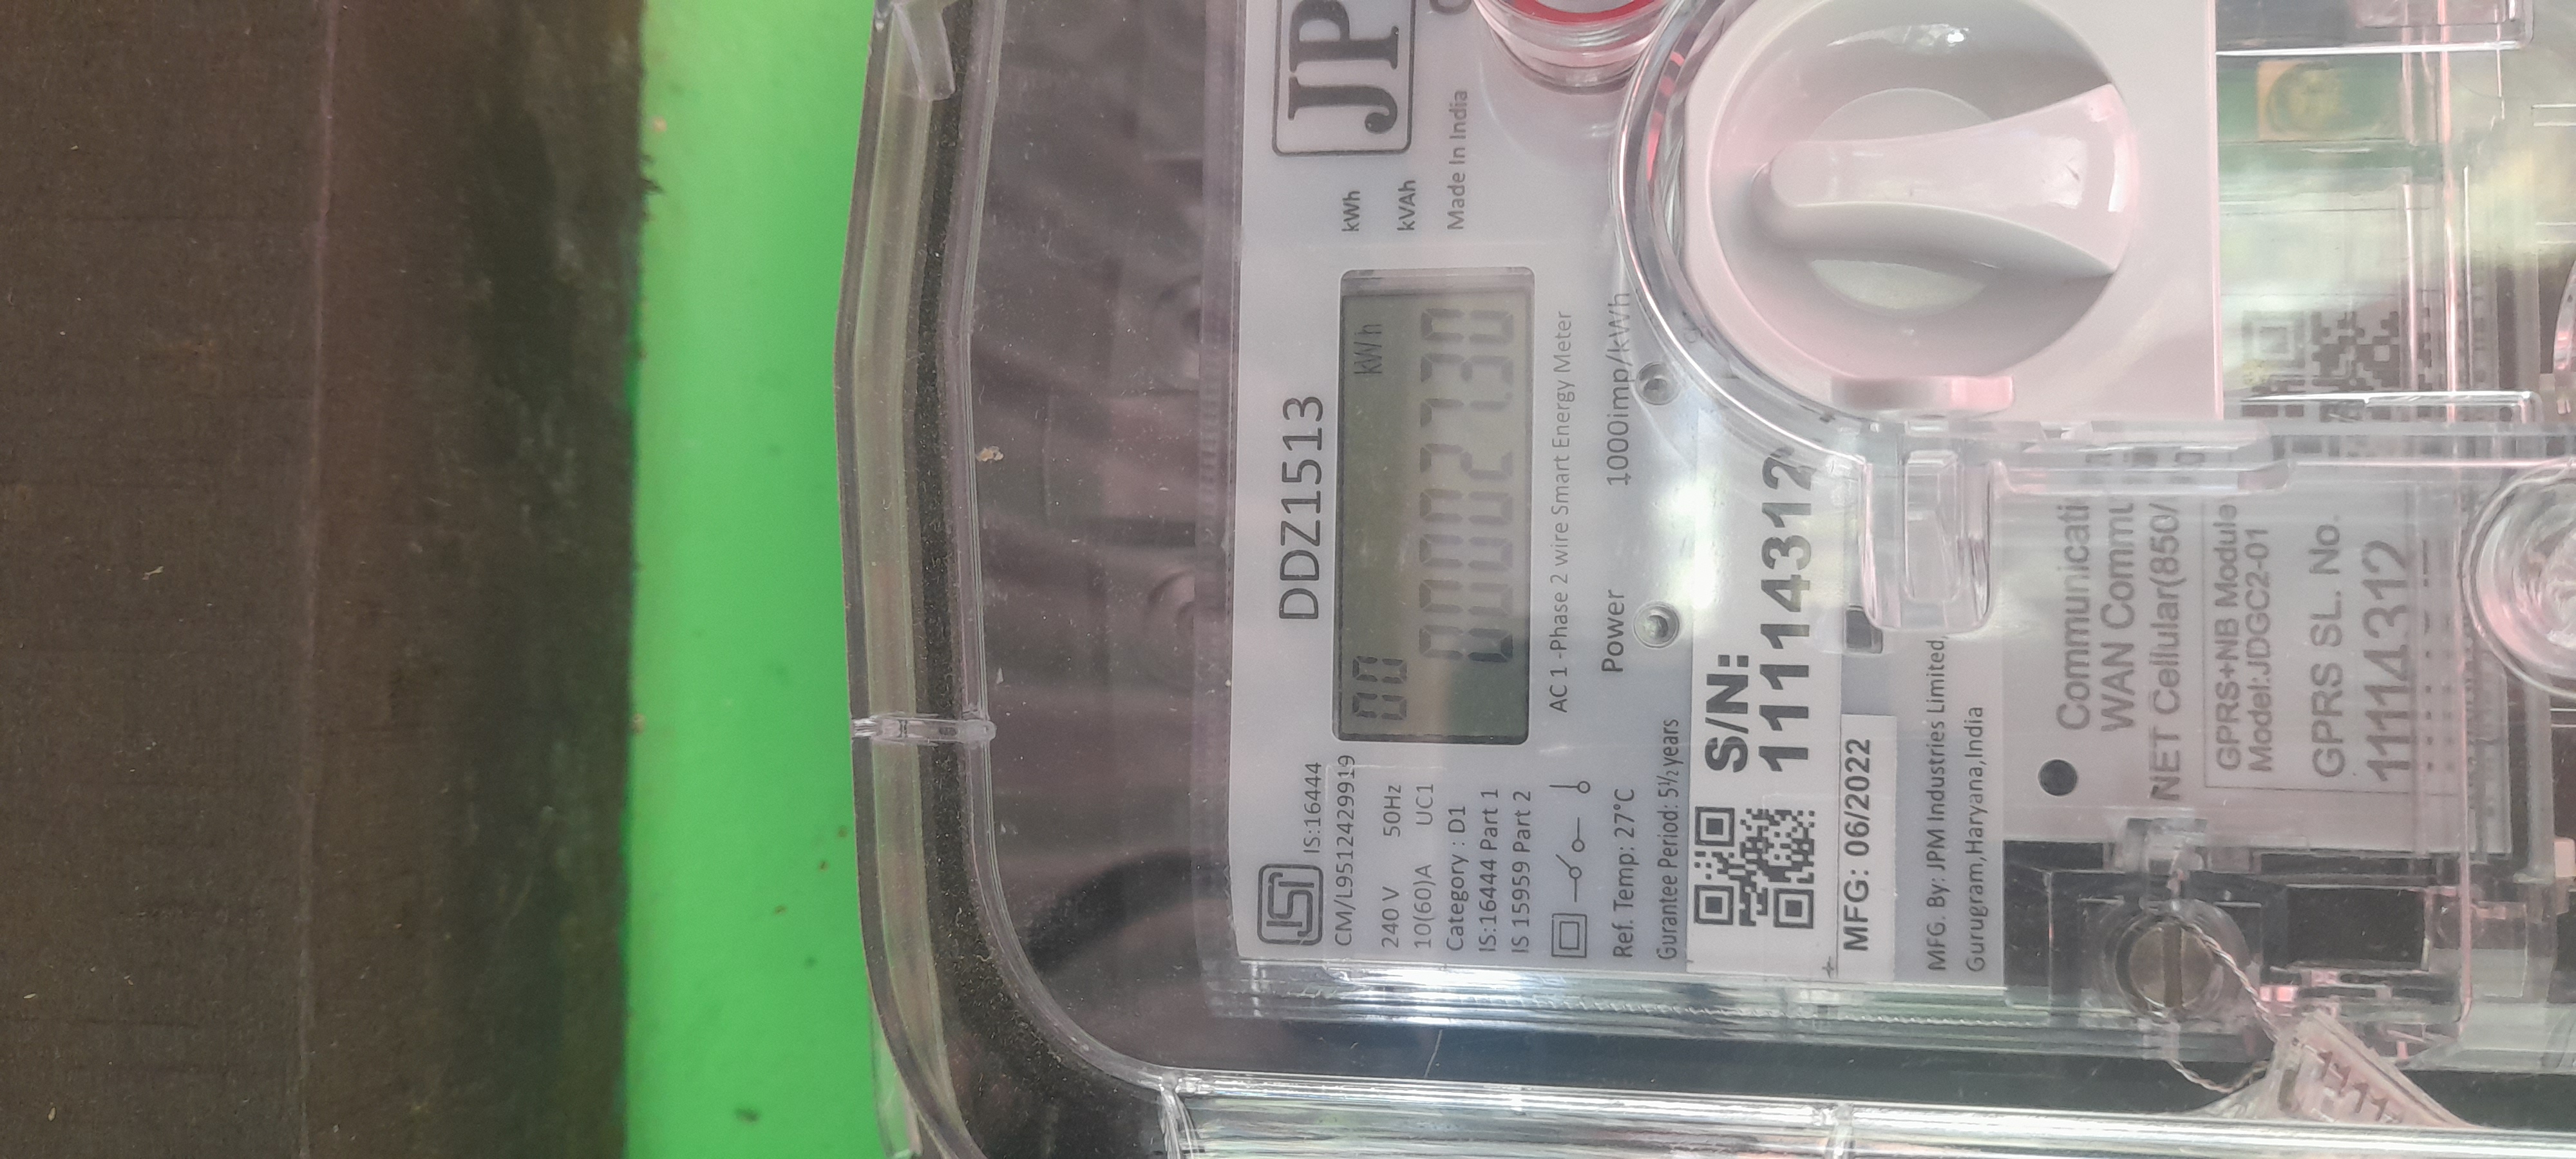 JP
Made In India
DDZ1513
kWh
kVAh
IS:16444
CM/L9512429919
240 V 50Hz
10(60)A UC1
Category : D1
IS:16444 Part 1
IS 15959 Part 2
00
kWh
AC 1 -Phase 2 wire Smart Energy Meter
Ref. Temp: 27°C
Power
1000imp/kWh
Gurantee Period: 5½ years
S/N:
11114312
MFG: 06/2022
MFG. By: JPM Industries Limited,
Gurugram,Haryana,India
Communicati
WAN Commu
NET Cellular(850/
GPRS+NB Module
Model:JDGC2-01
GPRS SL. No.
11114312